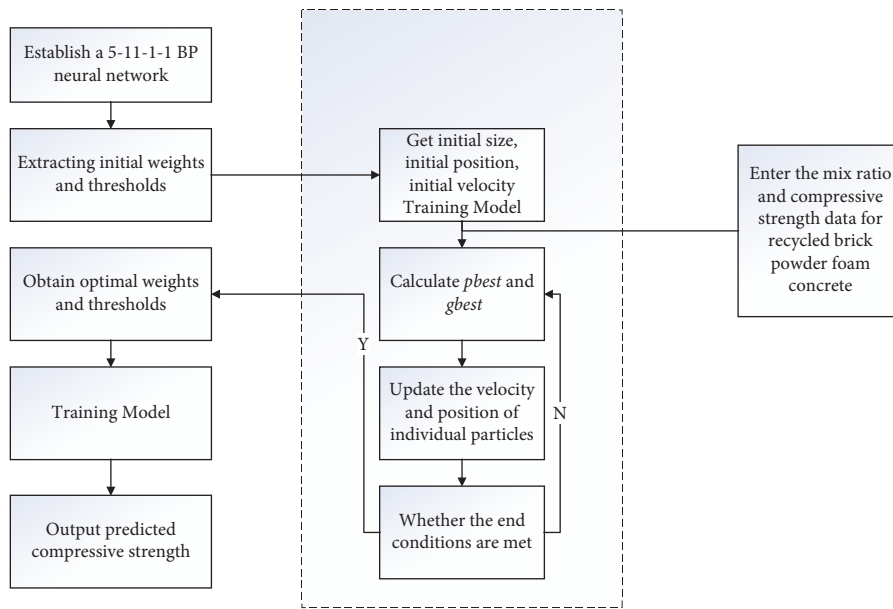 Establish a 5-11-1-1 BP
neural network
Extracting initial weights
and thresholds
Obtain optimal weights
and thresholds
Training Model
Output predicted
compressive strength
Get initial size,
initial position,
initial velocity
Training Model
Calculate pbest and
gbest
Y
Update the velocity
and position of
individual particles
N
Whether the end
conditions are met
Enter the mix ratio
and compressive
strength data for
recycled brick
powder foam
concrete